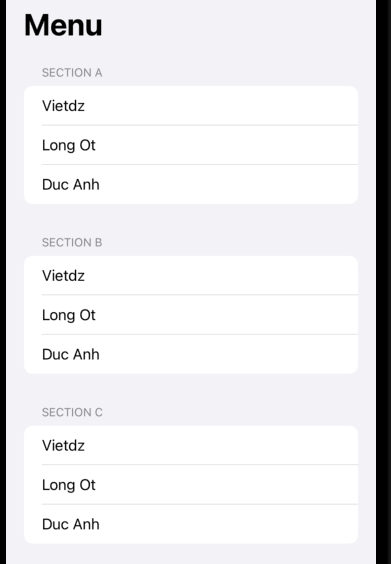 Menu
SECTION A
Vietdz
Long Ot
Duc Anh
SECTION B
Vietdz
Long Ot
Duc Anh
SECTION C
Vietdz
Long Ot
Duc Anh